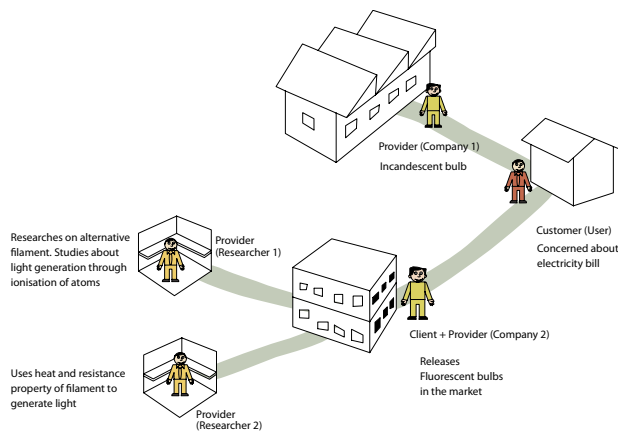 Provider (Company 1)
Incandescent bulb
Customer (User)
Concerned about
electricity bill
Researches on alternative
filament. Studies about
light generation through
ionisation of atoms
Provider
(Researcher 1)
Client + Provider (Company 2)
Releases
Fluorescent bulbs
in the market
Uses heat and resistance
property of filament to
generate light
Provider
(Researcher 2)